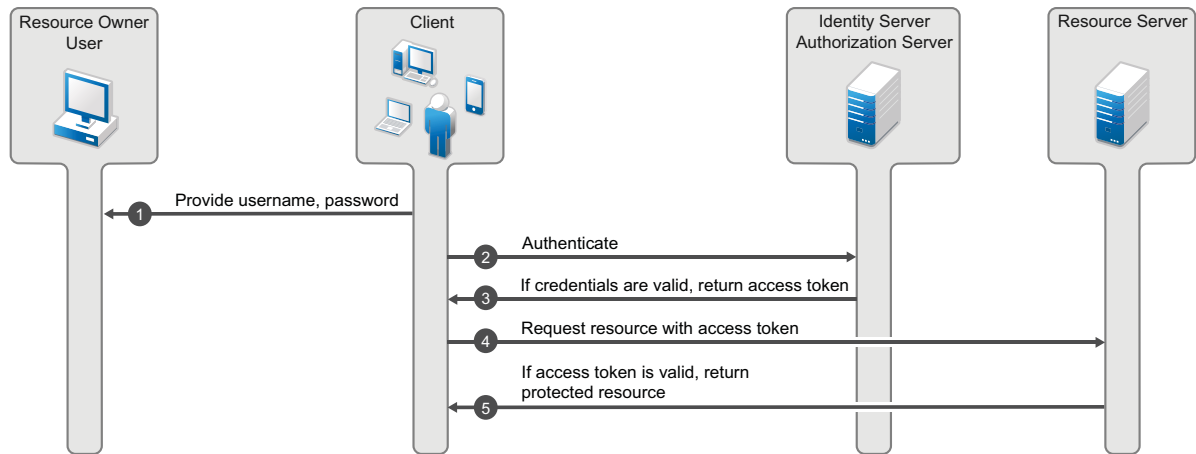 Resource Owner
User
Client
Identity Server
Authorization Server
Resource Server
Provide username, password
1
Authenticate
2
If credentials are valid, return access token
3
Request resource with access token
4
If access token is valid, return
protected resource
5